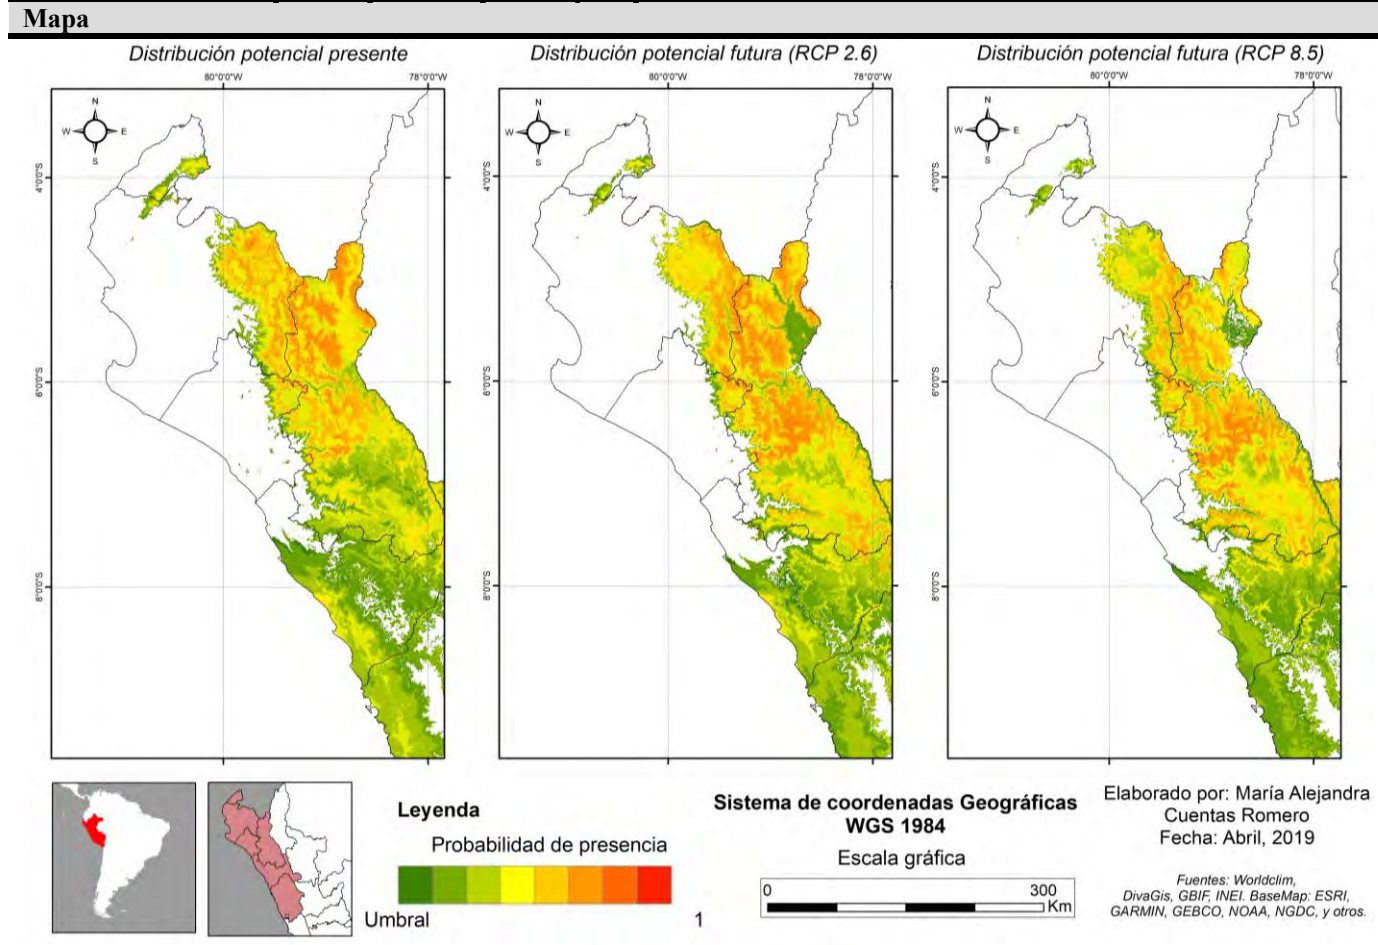 Mapa
Distribución potencial presente
Distribución potencial futura (RCP 2.6)
Distribución potencial futura (RCP 8.5)
80°0'0"W
78°0'0"W
80°0'0"W
78°0'0"W
80°0'0"W
78°0'0"W
N
W
E
S
N
W
E
S
N
W
E
S
4°0'0"S
6°0'0"S
8°0'0"S
4°0'0"S
6°0'0"S
8°0'0"S
4°0'0"S
6°0'0"S
8°0'0"S
Leyenda
Probabilidad de presencia
Umbral
1
Sistema de coordenadas Geográficas
WGS 1984
Escala gráfica
0
300
Km
Elaborado por: María Alejandra
Cuentas Romero
Fecha: Abril, 2019
Fuentes: Worldclim,
DivaGis, GBIF, INEI. BaseMap: ESRI,
GARMIN, GEBCO, NOAA, NGDC, y otros.